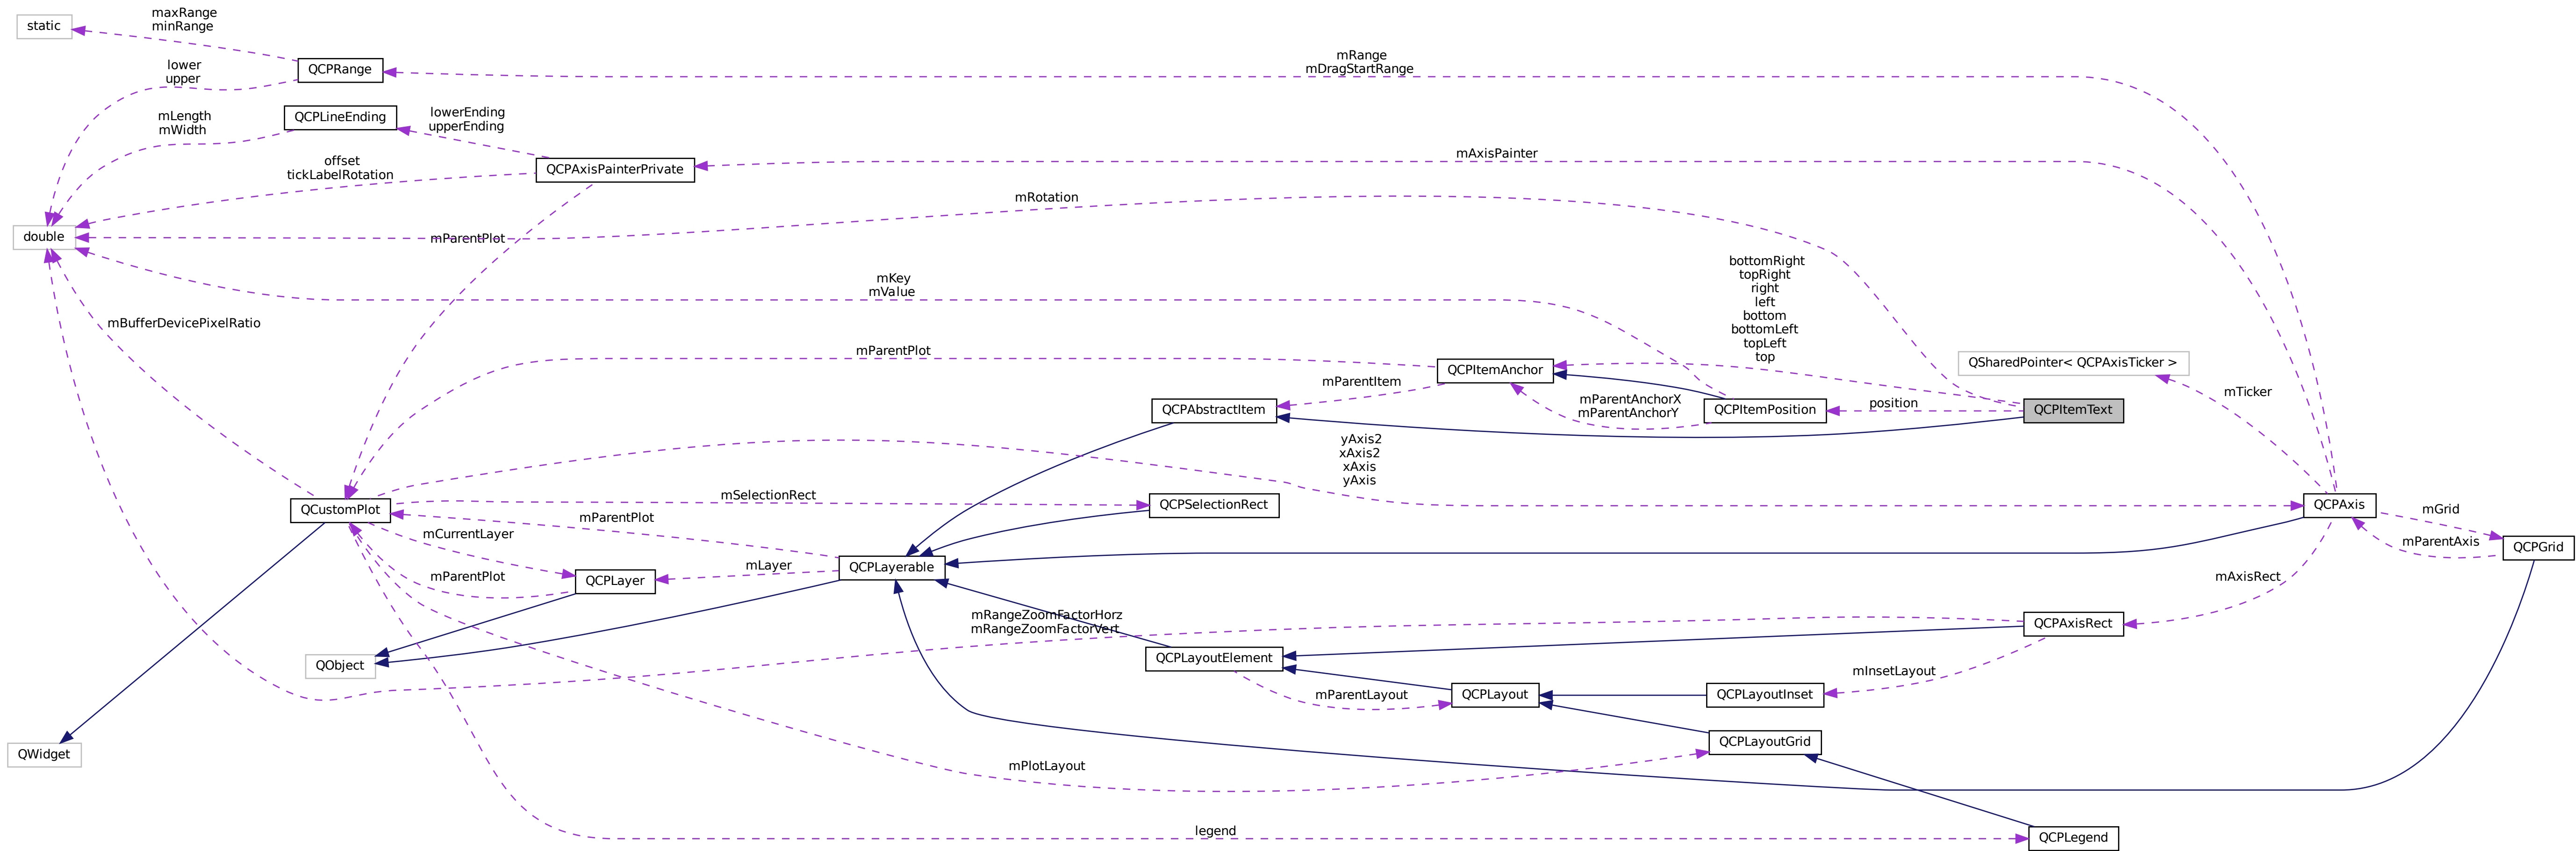 maxRange
minRange
static
mRange
mDragStartRange
lower
upper
QCPRange
mLength
mWidth
QCPLineEnding
lowerEnding
upperEnding
offset
tickLabelRotation
QCPAxisPainterPrivate
mAxisPainter
mRotation
double
mParentPlot
mKey
mValue
bottomRight
topRight
right
left
bottom
bottomLeft
topLeft
top
mBufferDevicePixelRatio
mParentPlot
QCPItemAnchor
QSharedPointer< QCPAxisTicker >
mParentItem
mTicker
QCPAbstractItem
mParentAnchorX
mParentAnchorY
QCPItemPosition
position
QCPItemText
yAxis2
xAxis2
xAxis
yAxis
QCustomPlot
mSelectionRect
QCPSelectionRect
QCPAxis
mGrid
mParentPlot
mCurrentLayer
mParentAxis
QCPGrid
mParentPlot
QCPLayer
mLayer
QCPLayerable
mAxisRect
mRangeZoomFactorHorz
mRangeZoomFactorVert
QCPAxisRect
QObject
QCPLayoutElement
mInsetLayout
mParentLayout
QCPLayout
QCPLayoutInset
QWidget
QCPLayoutGrid
mPlotLayout
legend
QCPLegend